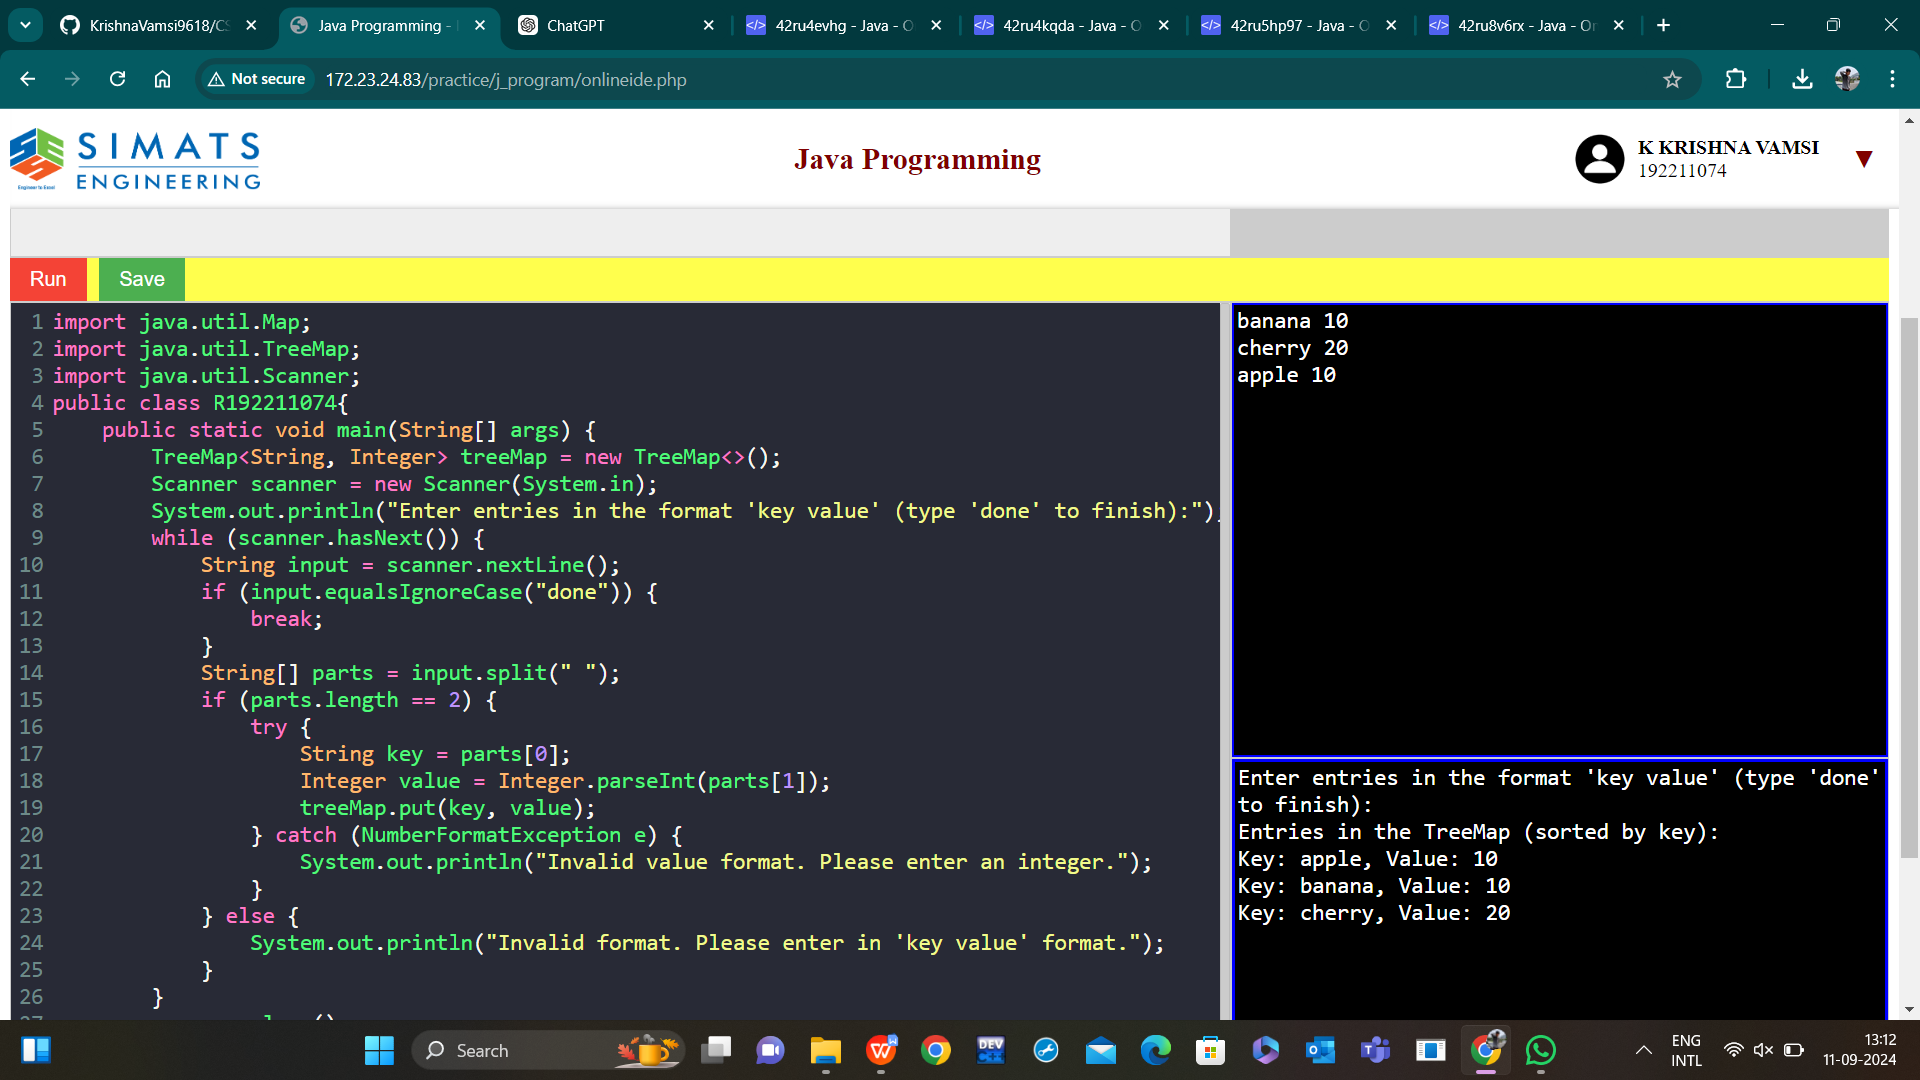 KrishnaVamsi9618/CS
Java Programming -
ChatGPT
42ru4evhg - Java - O
42ru4kqda - Java - O
42ru5hp97 - Java - O
42ru8v6rx - Java - On
Not secure
172.23.24.83/practice/j_program/onlineide.php
SIMATS
ENGINEERING
Engineer to Excel
Java Programming
K KRISHNA VAMSI
192211074
Run
Save
1 import java.util.Map;
2 import java.util.TreeMap;
3 import java.util.Scanner;
4 public class R192211074{
5 public static void main(String[] args) {
6 TreeMap<String, Integer> treeMap = new TreeMap<>();
7 Scanner scanner = new Scanner(System.in);
8 System.out.println("Enter entries in the format 'key value' (type 'done' to finish):")
9 while (scanner.hasNext()) {
10 String input = scanner.nextLine();
11 if (input.equalsIgnoreCase("done")) {
12 break;
13 }
14 String[] parts = input.split(" ");
15 if (parts.length == 2) {
16 try {
17 String key = parts[0];
18 Integer value = Integer.parseInt(parts[1]);
19 treeMap.put(key, value);
20 } catch (NumberFormatException e) {
21 System.out.println("Invalid value format. Please enter an integer.");
22 }
23 } else {
24 System.out.println("Invalid format. Please enter in 'key value' format.");
25 }
26 }
banana 10
cherry 20
apple 10
Enter entries in the format 'key value' (type 'done'
to finish):
Entries in the TreeMap (sorted by key):
Key: apple, Value: 10
Key: banana, Value: 10
Key: cherry, Value: 20
Search
DEV
C++
ENG
INTL
13:12
11-09-2024